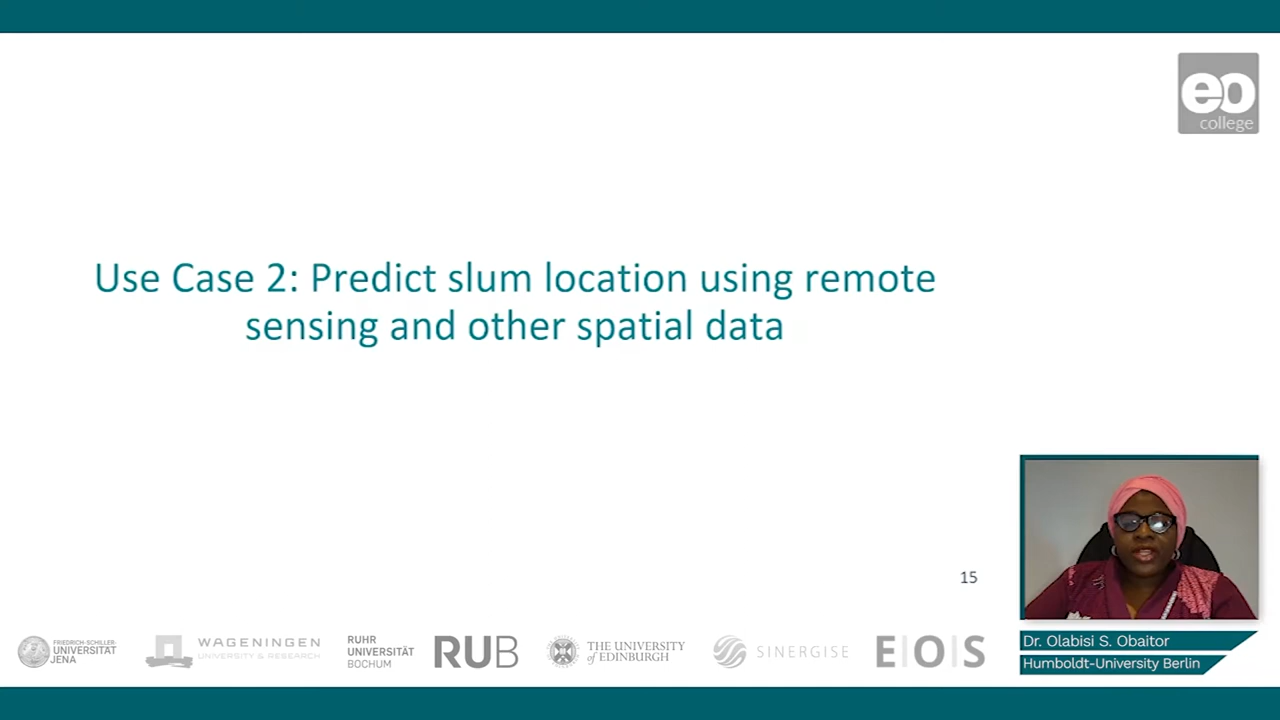 eo
college
Use Case 2: Predict slum location using remote
sensing and other spatial data
15
FRIEDRICH-SCHILLER-
UNIVERSITÄT
JENA
WAGENINGEN
UNIVERSITY & RESEARCH
RUHR
UNIVERSITÄT
BOCHUM
RUB
THE UNIVERSITY
of EDINBURGH
SINERGISE
E|O|S
Dr. Olabisi S. Obaitor
Humboldt-University Berlin